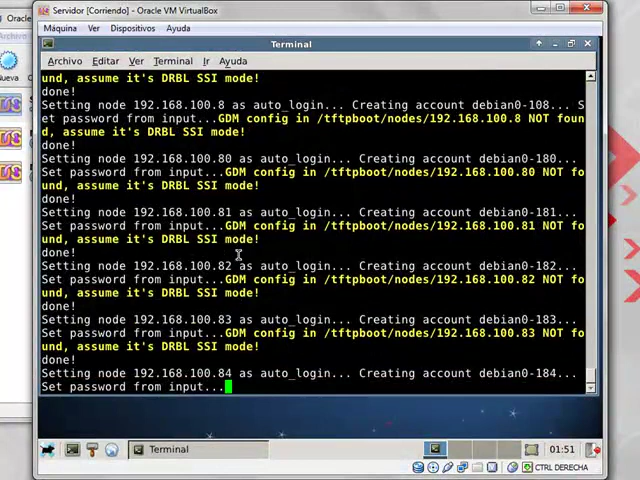 Oracle
Servidor [Corriendo] - Oracle VM VirtualBox
Máquina Ver Dispositivos Ayuda
Terminal
Archivo Editar Ver Terminal Ir Ayuda
Nueva
und, assume it's DRBL SSI mode!
done!
Setting node 192.168.100.8 as auto_login... Creating account debian0-108... S
et password from input...GDM config in /tftpboot/nodes/192.168.100.8 NOT foun
d, assume it's DRBL SSI mode!
done!
Setting node 192.168.100.80 as auto_login... Creating account debian0-180...
Set password from input...GDM config in /tftpboot/nodes/192.168.100.80 NOT fo
und, assume it's DRBL SSI mode!
done!
Setting node 192.168.100.81 as auto_login... Creating account debian0-181...
Set password from input...GDM config in /tftpboot/nodes/192.168.100.81 NOT fo
und, assume it's DRBL SSI mode!
done!
Setting node 192.168.100.82 as auto_login... Creating account debian0-182...
Set password from input...GDM config in /tftpboot/nodes/192.168.100.82 NOT fo
und, assume it's DRBL SSI mode!
done!
Setting node 192.168.100.83 as auto_login... Creating account debian0-183...
Set password from input...GDM config in /tftpboot/nodes/192.168.100.83 NOT fo
und, assume it's DRBL SSI mode!
done!
Setting node 192.168.100.84 as auto_login... Creating account debian0-184...
Set password from input...
Terminal
01:51
CTRL DERECHA